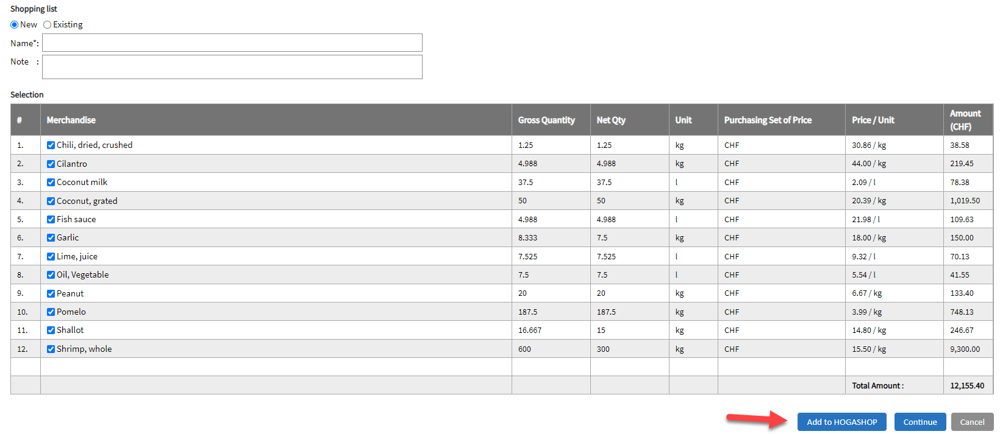 Shopping list
New Existing
Name*:
Note :
Selection
# Merchandise Gross Quantity Net Qty Unit Purchasing Set of Price Price / Unit Amount (CHF)
1. Chili, dried, crushed 1.25 1.25 kg CHF 30.86 / kg 38.58
2. Cilantro 4.988 4.988 kg CHF 44.00 / kg 219.45
3. Coconut milk 37.5 37.5 l CHF 2.09 / l 78.38
4. Coconut, grated 50 50 kg CHF 20.39 / kg 1,019.50
5. Fish sauce 4.988 4.988 l CHF 21.98 / l 109.63
6. Garlic 8.333 7.5 kg CHF 18.00 / kg 150.00
7. Lime, juice 7.525 7.525 l CHF 9.32 / l 70.13
8. Oil, Vegetable 7.5 7.5 l CHF 5.54 / l 41.55
9. Peanut 20 20 kg CHF 6.67 / kg 133.40
10. Pomelo 187.5 187.5 kg CHF 3.99 / kg 748.13
11. Shallot 16.667 15 kg CHF 14.80 / kg 246.67
12. Shrimp, whole 600 300 kg CHF 15.50 / kg 9,300.00
Total Amount : 12,155.40
Add to HOGASHOP Continue Cancel